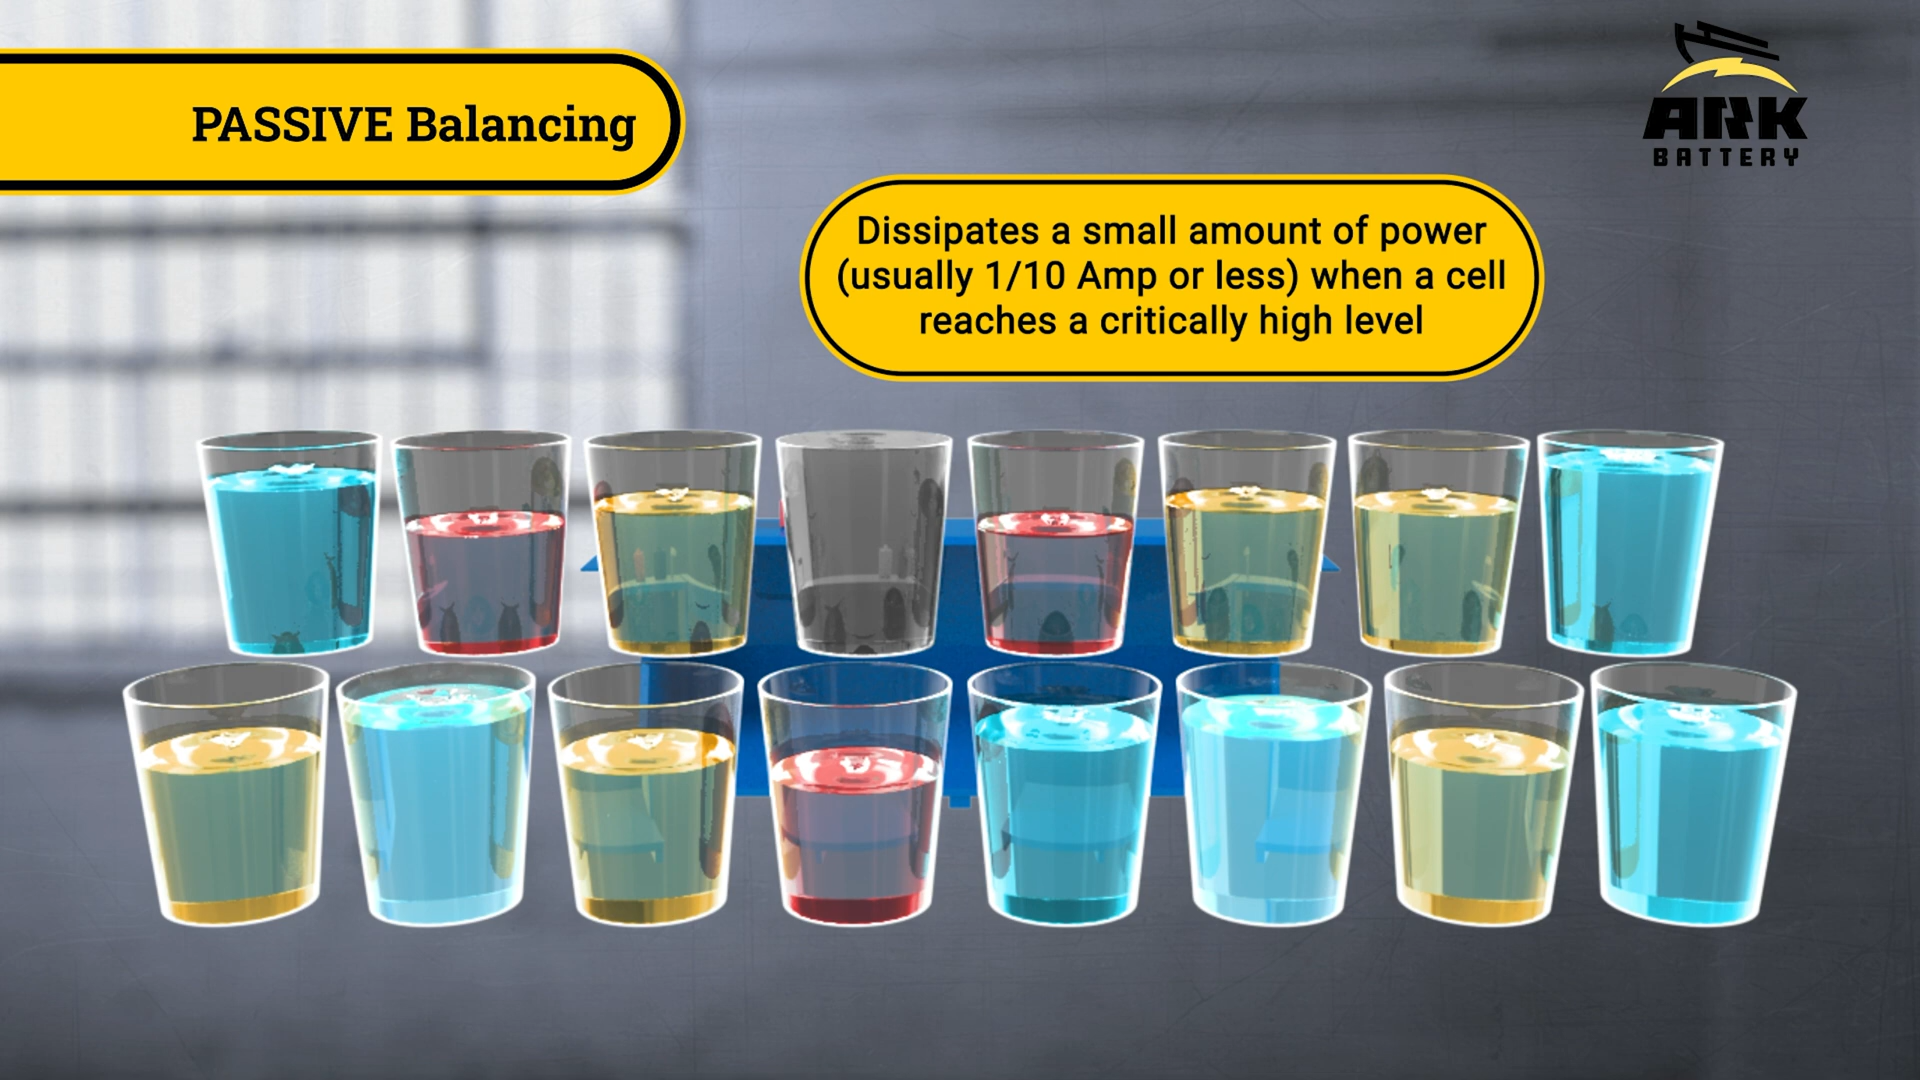 PASSIVE Balancing
ARK
BATTERY
Dissipates a small amount of power
(usually 1/10 Amp or less) when a cell
reaches a critically high level